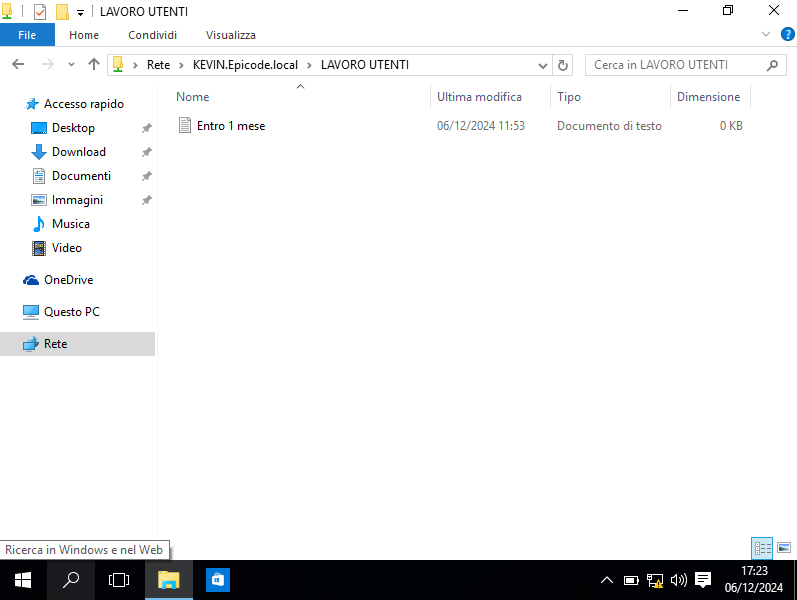 LAVORO UTENTI
File Home Condividi Visualizza
Rete KEVIN.Epicode.local LAVORO UTENTI
Cerca in LAVORO UTENTI
Nome Ultima modifica Tipo Dimensione
Entro 1 mese 06/12/2024 11:53 Documento di testo 0 KB
Accesso rapido
Desktop
Download
Documenti
Immagini
Musica
Video
OneDrive
Questo PC
Rete
Ricerca in Windows e nel Web
17:23
06/12/2024